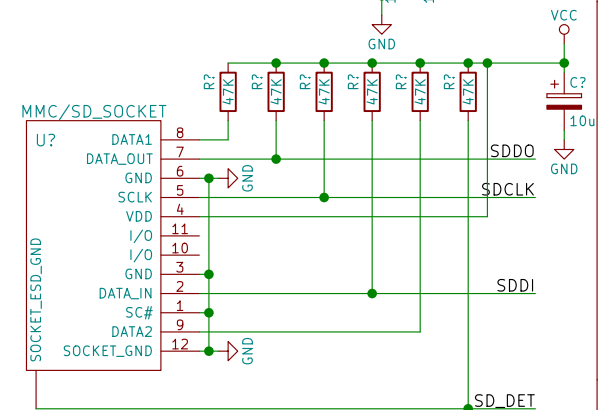 VCC
GND
R?
47K
R?
47K
R?
47K
R?
47K
R?
47K
R?
47K
C?
10u
GND
MMC/SD_SOCKET
U?
DATA1 8
DATA_OUT 7 SDDO
GND 6 GND
SCLK 5 SDCLK
VDD 4
I/O 11
I/O 10
GND 3
DATA_IN 2 SDDI
SC# 1
DATA2 9
SOCKET_GND 12 GND
SOCKET_ESD_GND
SD_DET